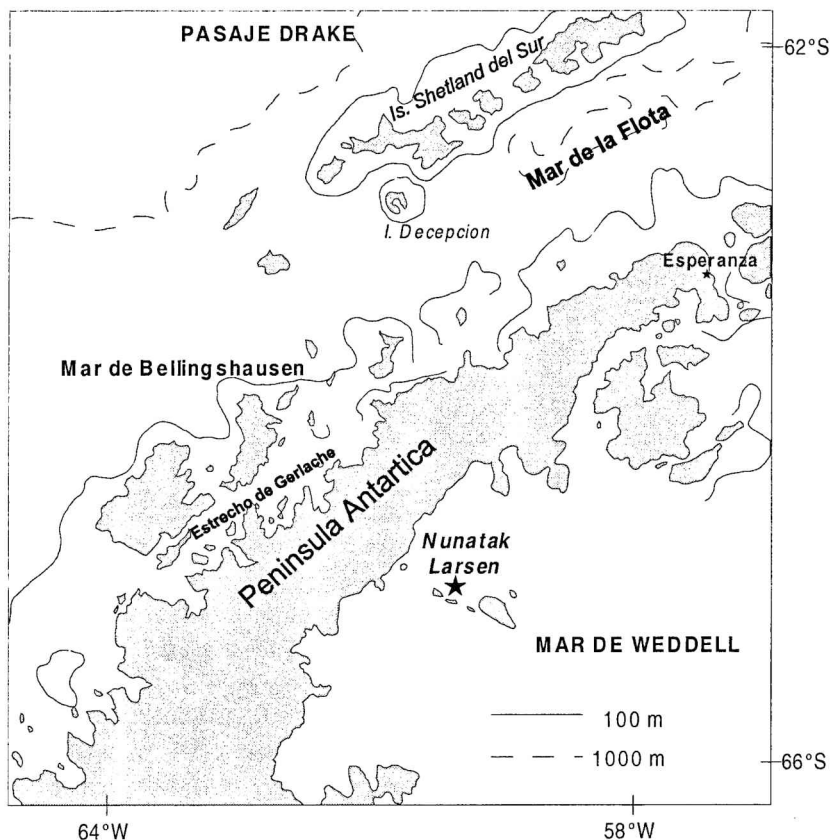 PASAJE DRAKE
62°S
Is. Shetland del Sur
Mar de la Flota
I. Decepcion
Esperanza
Mar de Bellingshausen
Estrecho de Gerlache
Peninsula Antartica
Nunatak
Larsen
MAR DE WEDDELL
100 m
1000 m
66°S
64°W
58°W